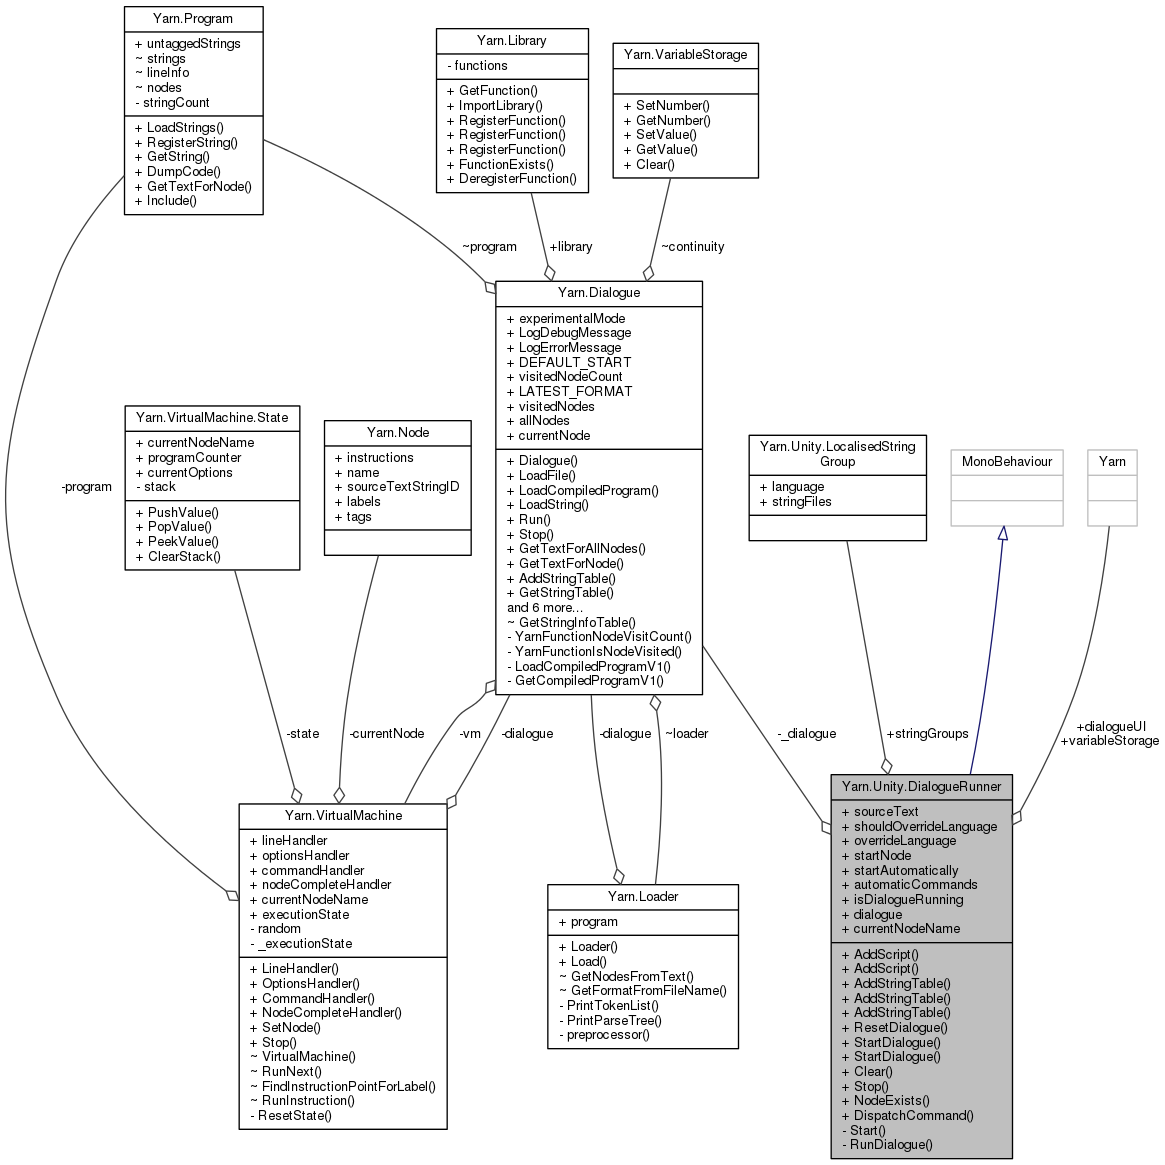 Yarn.Program
+ untaggedStrings
~ strings
~ lineInfo
~ nodes
- stringCount
+ LoadStrings()
+ RegisterString()
+ GetString()
+ DumpCode()
+ GetTextForNode()
+ Include()
Yarn.Library
- functions
+ GetFunction()
+ ImportLibrary()
+ RegisterFunction()
+ RegisterFunction()
+ RegisterFunction()
+ FunctionExists()
+ DeregisterFunction()
Yarn.VariableStorage
+ SetNumber()
+ GetNumber()
+ SetValue()
+ GetValue()
+ Clear()
~program
+library
~continuity
Yarn.Dialogue
+ experimentalMode
+ LogDebugMessage
+ LogErrorMessage
+ DEFAULT_START
+ visitedNodeCount
+ LATEST_FORMAT
+ visitedNodes
+ allNodes
+ currentNode
+ Dialogue()
+ LoadFile()
+ LoadCompiledProgram()
+ LoadString()
+ Run()
+ Stop()
+ GetTextForAllNodes()
+ GetTextForNode()
+ AddStringTable()
+ GetStringTable()
and 6 more...
~ GetStringInfoTable()
- YarnFunctionNodeVisitCount()
- YarnFunctionIsNodeVisited()
- LoadCompiledProgramV1()
- GetCompiledProgramV1()
-program
Yarn.VirtualMachine.State
+ currentNodeName
+ programCounter
+ currentOptions
- stack
+ PushValue()
+ PopValue()
+ PeekValue()
+ ClearStack()
Yarn.Node
+ instructions
+ name
+ sourceTextStringID
+ labels
+ tags
Yarn.Unity.LocalisedString
Group
+ language
+ stringFiles
MonoBehaviour
Yarn
-state
-currentNode
-vm
-dialogue
-dialogue
~loader
-_dialogue
+stringGroups
+dialogueUI
+variableStorage
Yarn.VirtualMachine
+ lineHandler
+ optionsHandler
+ commandHandler
+ nodeCompleteHandler
+ currentNodeName
+ executionState
- random
- _executionState
+ LineHandler()
+ OptionsHandler()
+ CommandHandler()
+ NodeCompleteHandler()
+ SetNode()
+ Stop()
~ VirtualMachine()
~ RunNext()
~ FindInstructionPointForLabel()
~ RunInstruction()
- ResetState()
Yarn.Loader
+ program
+ Loader()
+ Load()
~ GetNodesFromText()
~ GetFormatFromFileName()
- PrintTokenList()
- PrintParseTree()
- preprocessor()
Yarn.Unity.DialogueRunner
+ sourceText
+ shouldOverrideLanguage
+ overrideLanguage
+ startNode
+ startAutomatically
+ automaticCommands
+ isDialogueRunning
+ dialogue
+ currentNodeName
+ AddScript()
+ AddScript()
+ AddStringTable()
+ AddStringTable()
+ AddStringTable()
+ ResetDialogue()
+ StartDialogue()
+ StartDialogue()
+ Clear()
+ Stop()
+ NodeExists()
+ DispatchCommand()
- Start()
- RunDialogue()